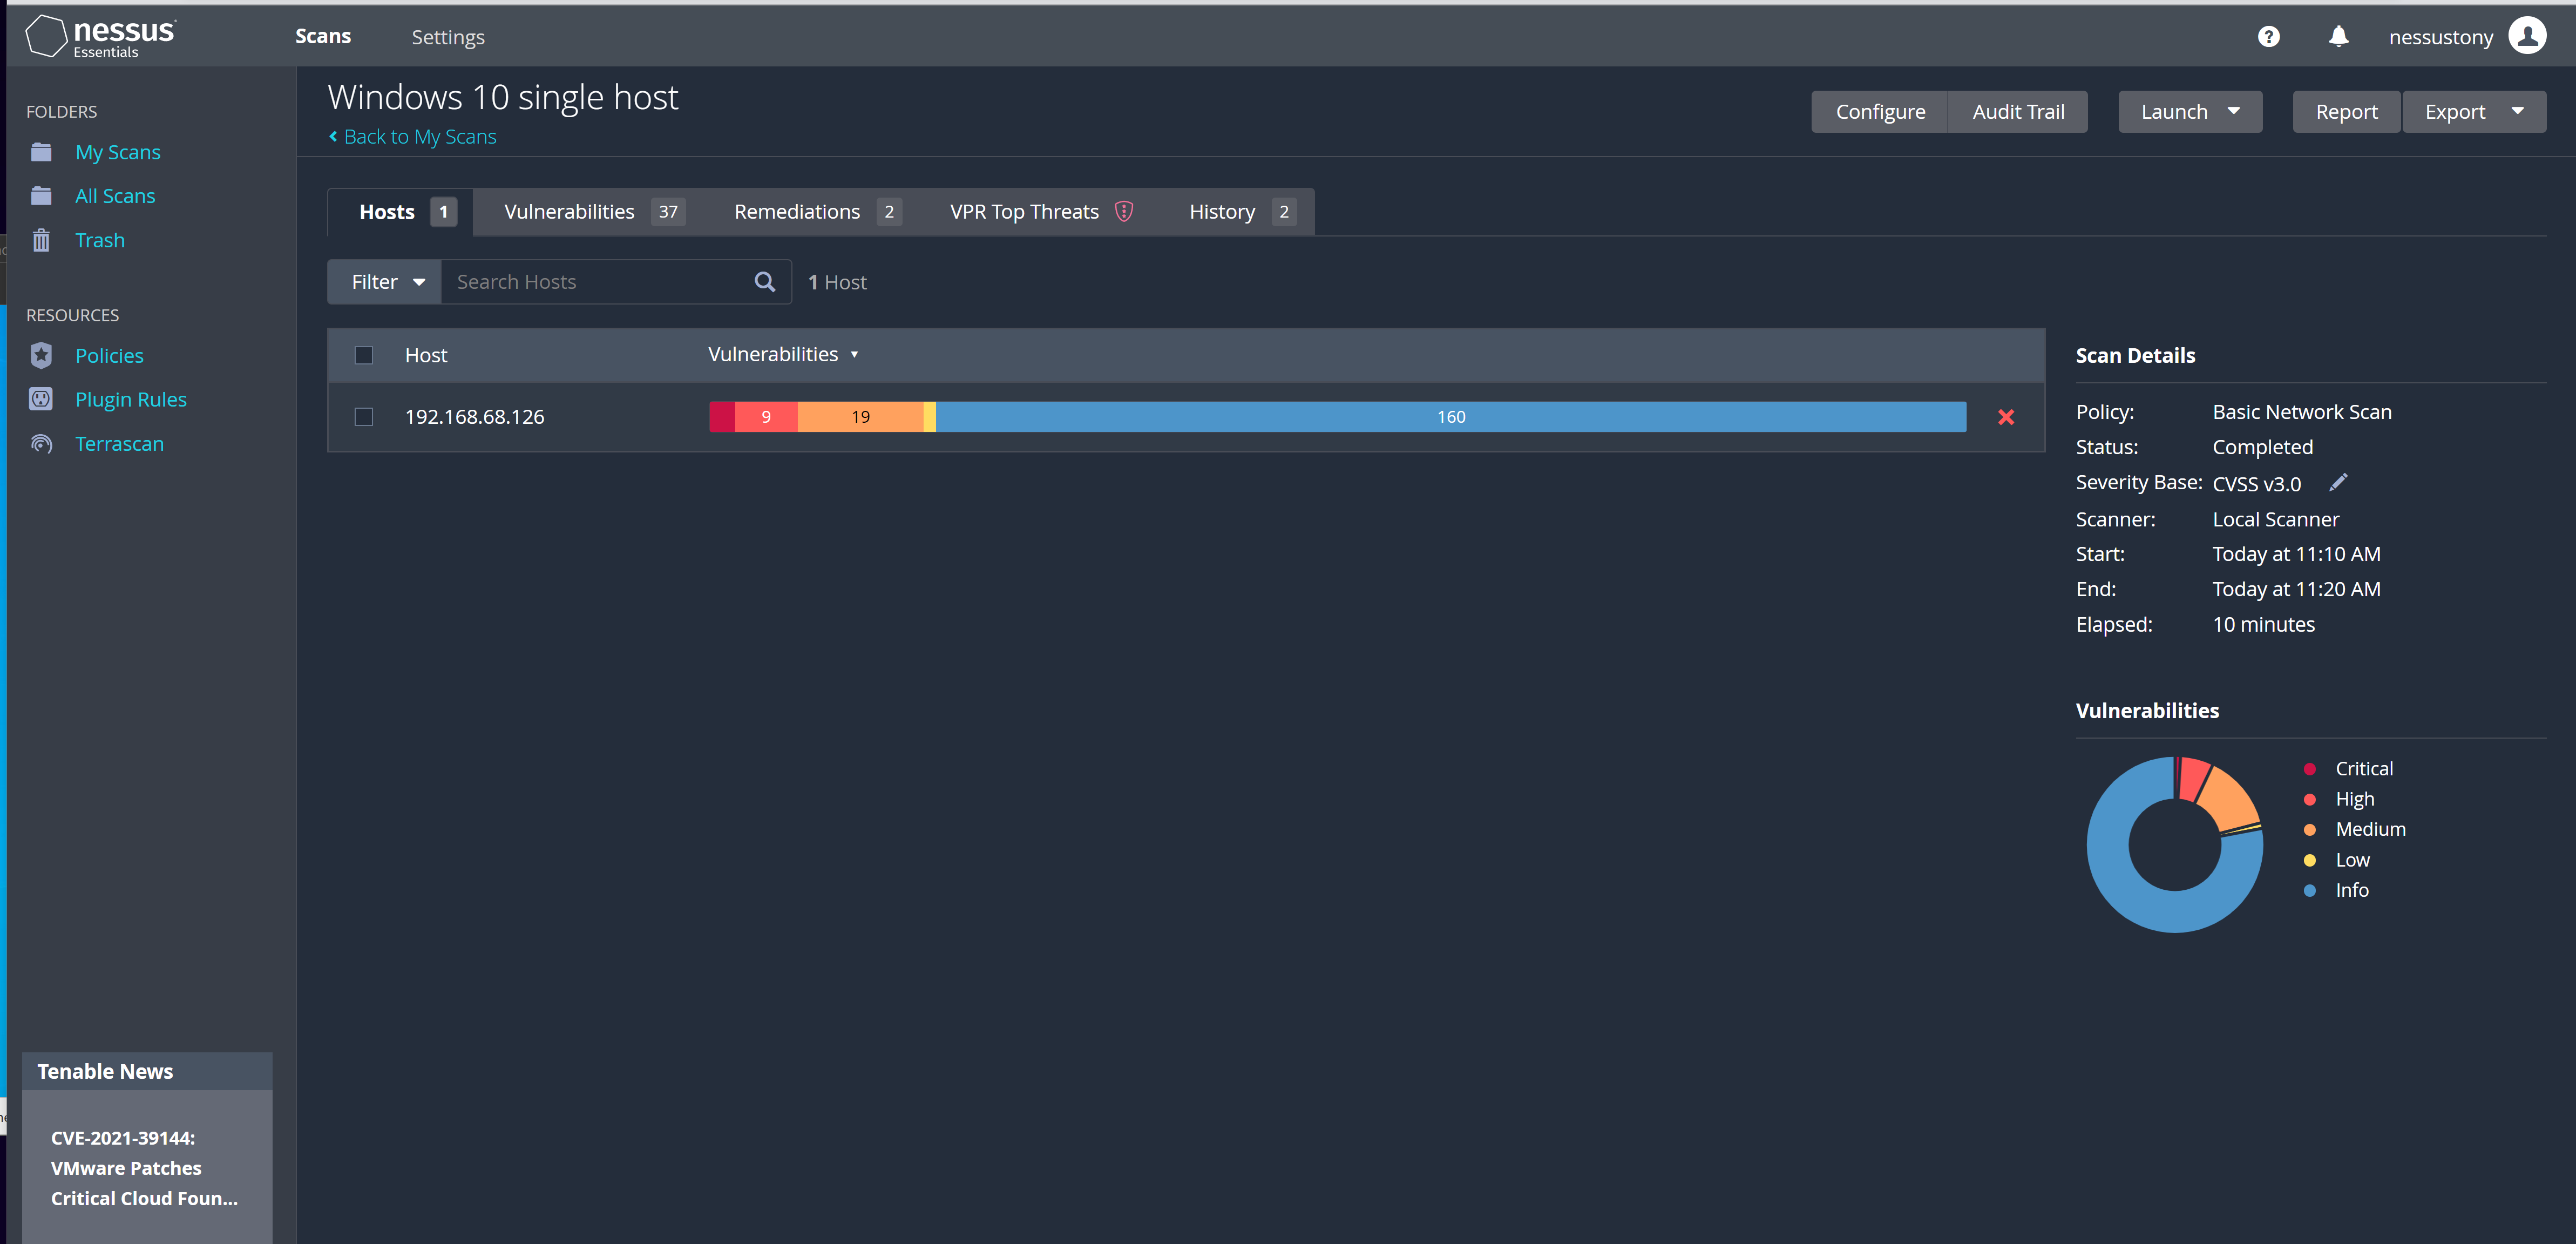 nessus
Essentials
Scans
Settings
nessustony
FOLDERS
My Scans
All Scans
Trash
RESOURCES
Policies
Plugin Rules
Terrascan
Tenable News
CVE-2021-39144:
VMware Patches
Critical Cloud Foun...
Windows 10 single host
Back to My Scans
Configure
Audit Trail
Launch
Report
Export
Hosts 1
Vulnerabilities 37
Remediations 2
VPR Top Threats
History 2
Filter
Search Hosts
1 Host
Host Vulnerabilities
192.168.68.126 9 19 160
Scan Details
Policy: Basic Network Scan
Status: Completed
Severity Base: CVSS v3.0
Scanner: Local Scanner
Start: Today at 11:10 AM
End: Today at 11:20 AM
Elapsed: 10 minutes
Vulnerabilities
Critical
High
Medium
Low
Info